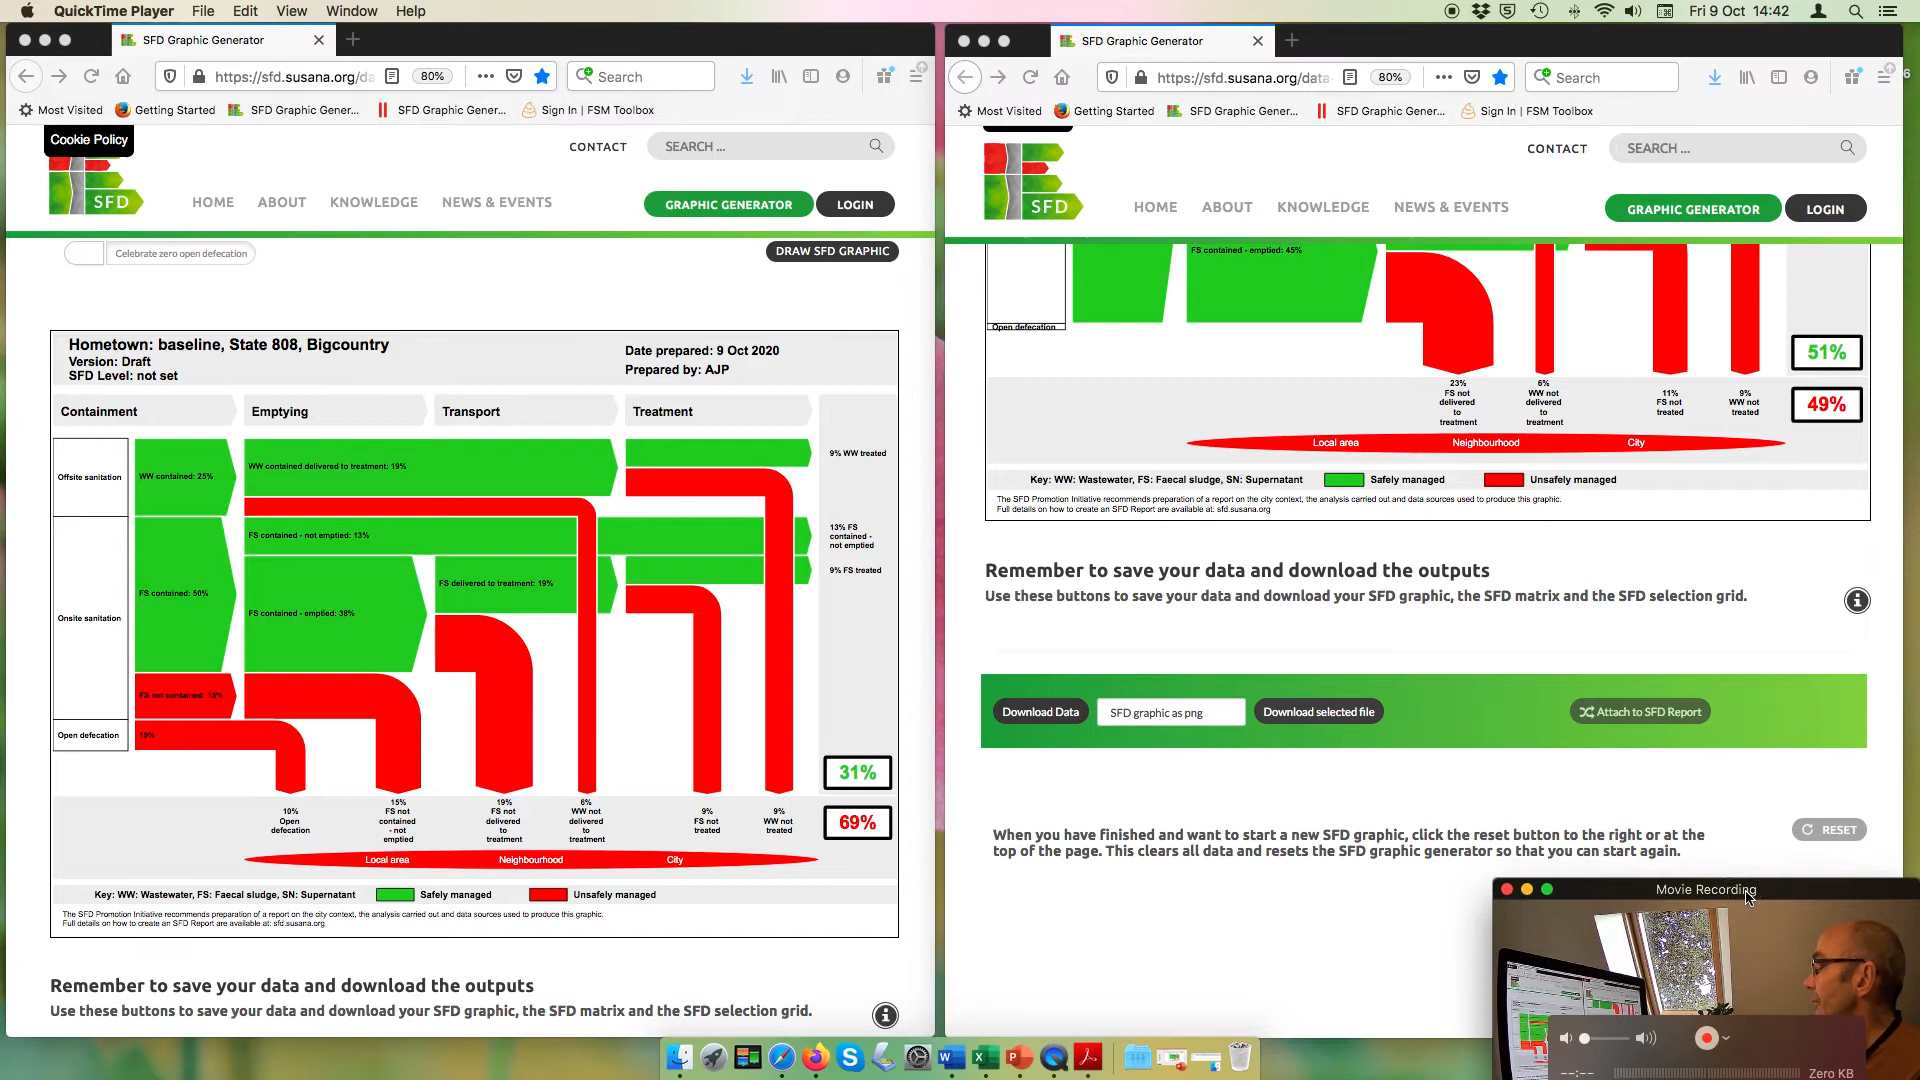 QuickTime Player File Edit View Window Help
Fri 9 Oct 14:42
SFD Graphic Generator
https://sfd.susana.org/da
80%
Search
Most Visited Getting Started SFD Graphic Gener... SFD Graphic Gener... Sign In | FSM Toolbox
Cookie Policy
CONTACT
SEARCH ...
SFD
HOME ABOUT KNOWLEDGE NEWS & EVENTS
GRAPHIC GENERATOR LOGIN
Celebrate zero open defecation
DRAW SFD GRAPHIC
Hometown: baseline, State 808, Bigcountry
Version: Draft
SFD Level: not set
Date prepared: 9 Oct 2020
Prepared by: AJP
Containment Emptying Transport Treatment
Offsite sanitation
WW contained: 25%
WW contained delivered to treatment: 19%
9% WW treated
Onsite sanitation
FS contained: 50%
FS contained - not emptied: 13%
13% FS
contained -
not emptied
FS contained - emptied: 38%
FS delivered to treatment: 19%
9% FS treated
FS not contained: 15%
Open defecation
10%
31%
69%
10%
Open
defecation
15%
FS not
contained
- not
emptied
19%
FS not
delivered
to
treatment
6%
WW not
delivered
to
treatment
9%
FS not
treated
9%
WW not
treated
Local area Neighbourhood City
Key: WW: Wastewater, FS: Faecal sludge, SN: Supernatant Safely managed Unsafely managed
The SFD Promotion Initiative recommends preparation of a report on the city context, the analysis carried out and data sources used to produce this graphic.
Full details on how to create an SFD Report are available at: sfd.susana.org
Remember to save your data and download the outputs
Use these buttons to save your data and download your SFD graphic, the SFD matrix and the SFD selection grid.
SFD Graphic Generator
https://sfd.susana.org/data-
80%
Search
6
Most Visited Getting Started SFD Graphic Gener... SFD Graphic Gener... Sign In | FSM Toolbox
CONTACT
SEARCH ...
SFD
HOME ABOUT KNOWLEDGE NEWS & EVENTS
GRAPHIC GENERATOR LOGIN
FS contained - emptied: 45%
Open defecation
51%
49%
23%
FS not
delivered
to
treatment
6%
WW not
delivered
to
treatment
11%
FS not
treated
9%
WW not
treated
Local area Neighbourhood City
Key: WW: Wastewater, FS: Faecal sludge, SN: Supernatant Safely managed Unsafely managed
The SFD Promotion Initiative recommends preparation of a report on the city context, the analysis carried out and data sources used to produce this graphic.
Full details on how to create an SFD Report are available at: sfd.susana.org
Remember to save your data and download the outputs
Use these buttons to save your data and download your SFD graphic, the SFD matrix and the SFD selection grid.
Download Data
SFD graphic as png
Download selected file
Attach to SFD Report
When you have finished and want to start a new SFD graphic, click the reset button to the right or at the
top of the page. This clears all data and resets the SFD graphic generator so that you can start again.
RESET
Movie Recording
--:--
Zero KB